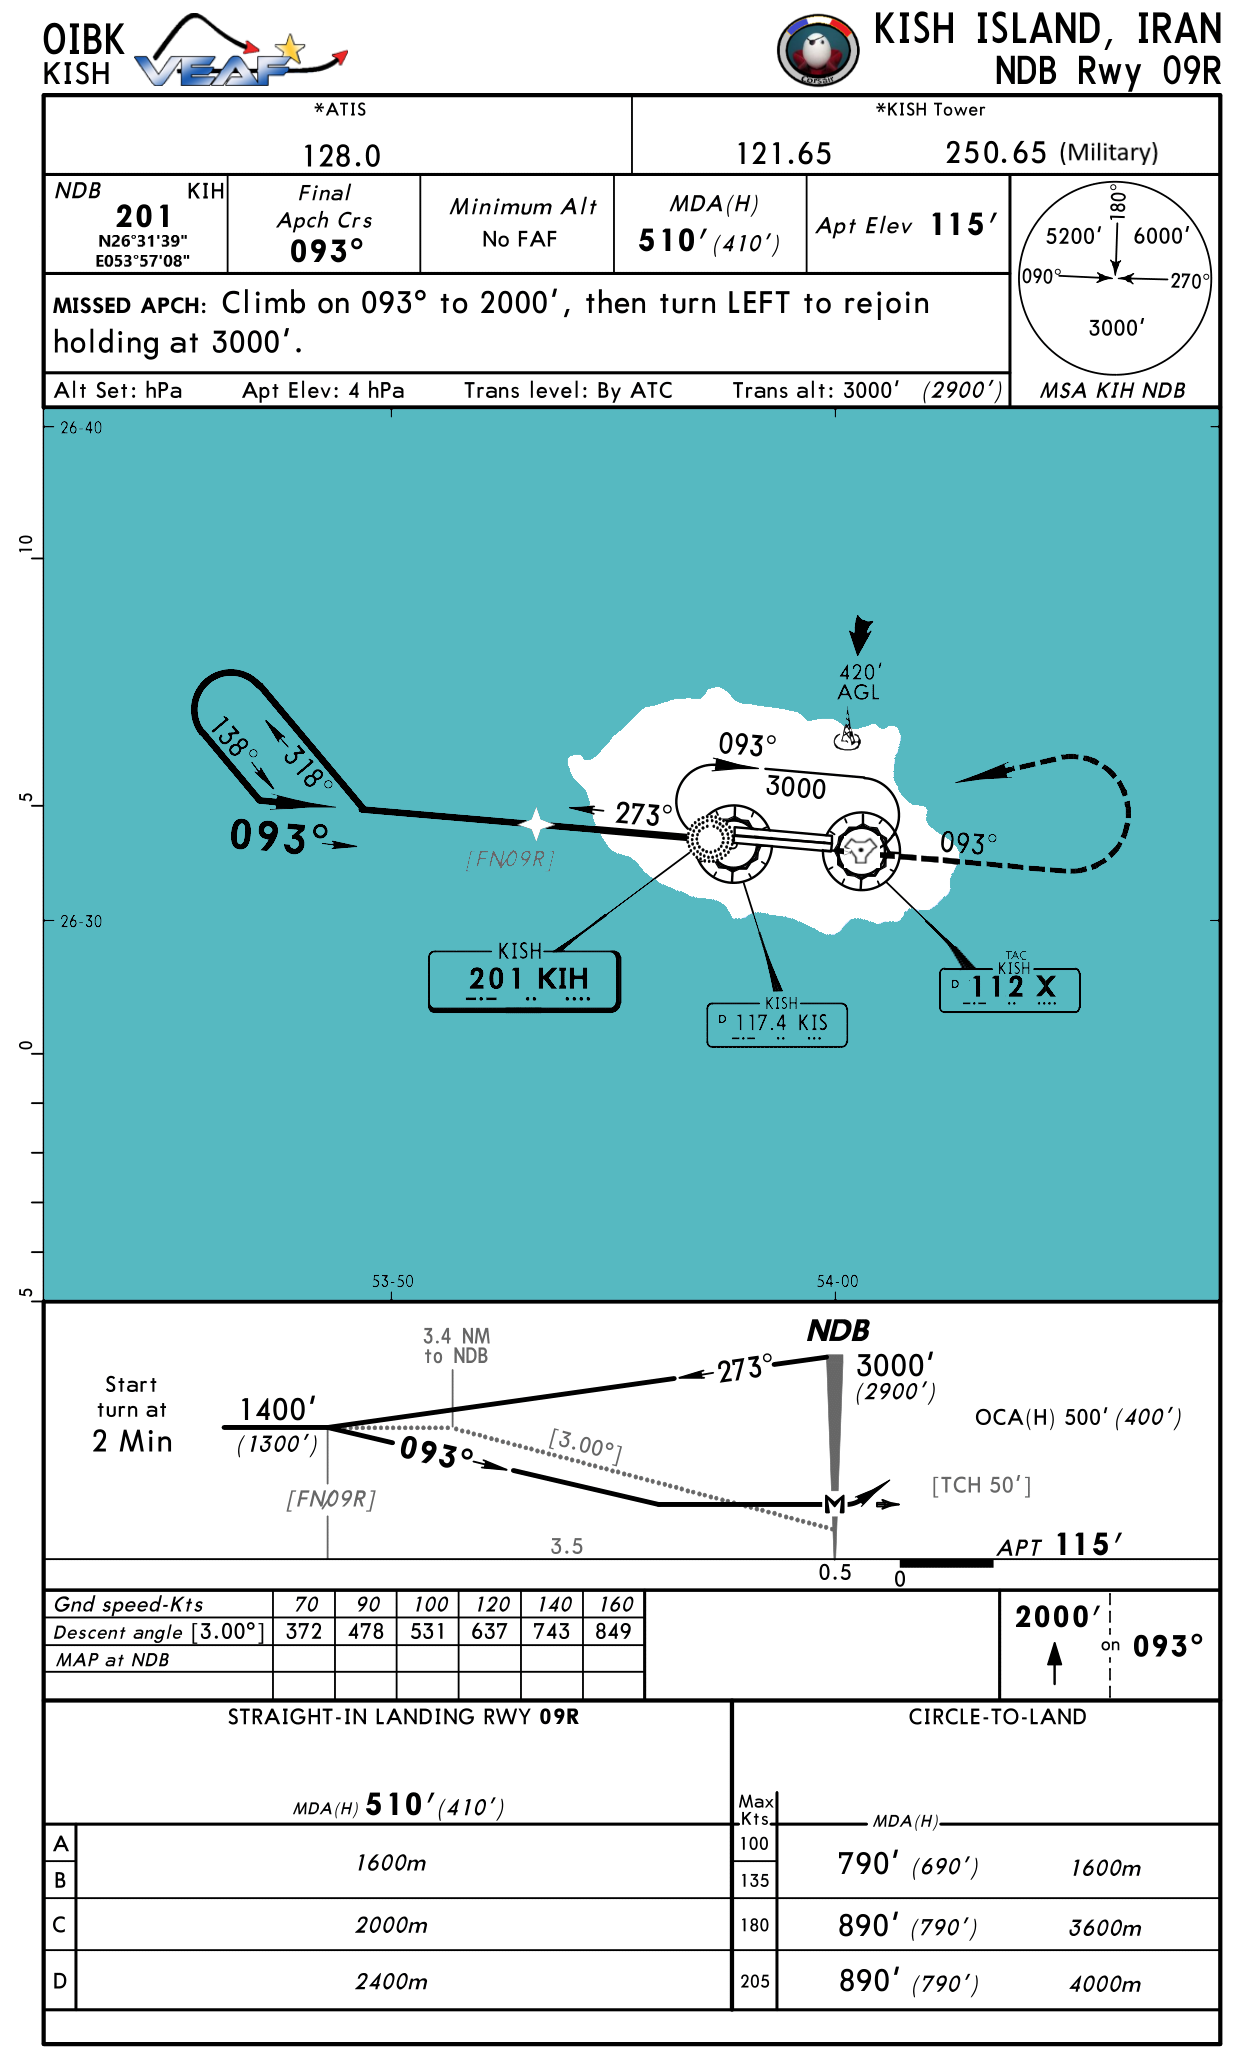 OIBK
KISH
VEAF
Corsair
KISH ISLAND, IRAN
NDB Rwy 09R
*ATIS
128.0
*KISH Tower
121.65 250.65 (Military)
NDB KIH
201
N26°31'39"
E053°57'08"
Final
Apch Crs
093°
Minimum Alt
No FAF
MDA(H)
510' (410')
Apt Elev 115'
MISSED APCH: Climb on 093° to 2000', then turn LEFT to rejoin
holding at 3000'.
Alt Set: hPa Apt Elev: 4 hPa Trans level: By ATC Trans alt: 3000' (2900')
180°
5200' 6000'
090° 270°
3000'
MSA KIH NDB
26-40
10
5
0
5
420'
AGL
138°
318°
093°
093°
3000
273°
093°
[FN09R]
26-30
KISH
201 KIH
KISH
D 117.4 KIS
TAC
KISH
D 112 X
53-50 54-00
3.4 NM
to NDB
NDB
Start
turn at
2 Min
1400'
(1300')
273°
3000'
(2900')
OCA(H) 500' (400')
093°
[3.00°]
[FN09R]
M
[TCH 50']
3.5
APT 115'
0.5 0
Gnd speed-Kts 70 90 100 120 140 160
Descent angle [3.00°] 372 478 531 637 743 849
MAP at NDB
2000'
on 093°
STRAIGHT-IN LANDING RWY 09R
MDA(H) 510' (410')
CIRCLE-TO-LAND
Max
Kts
MDA(H)
A
B
1600m
100
135
790' (690') 1600m
C 2000m 180 890' (790') 3600m
D 2400m 205 890' (790') 4000m